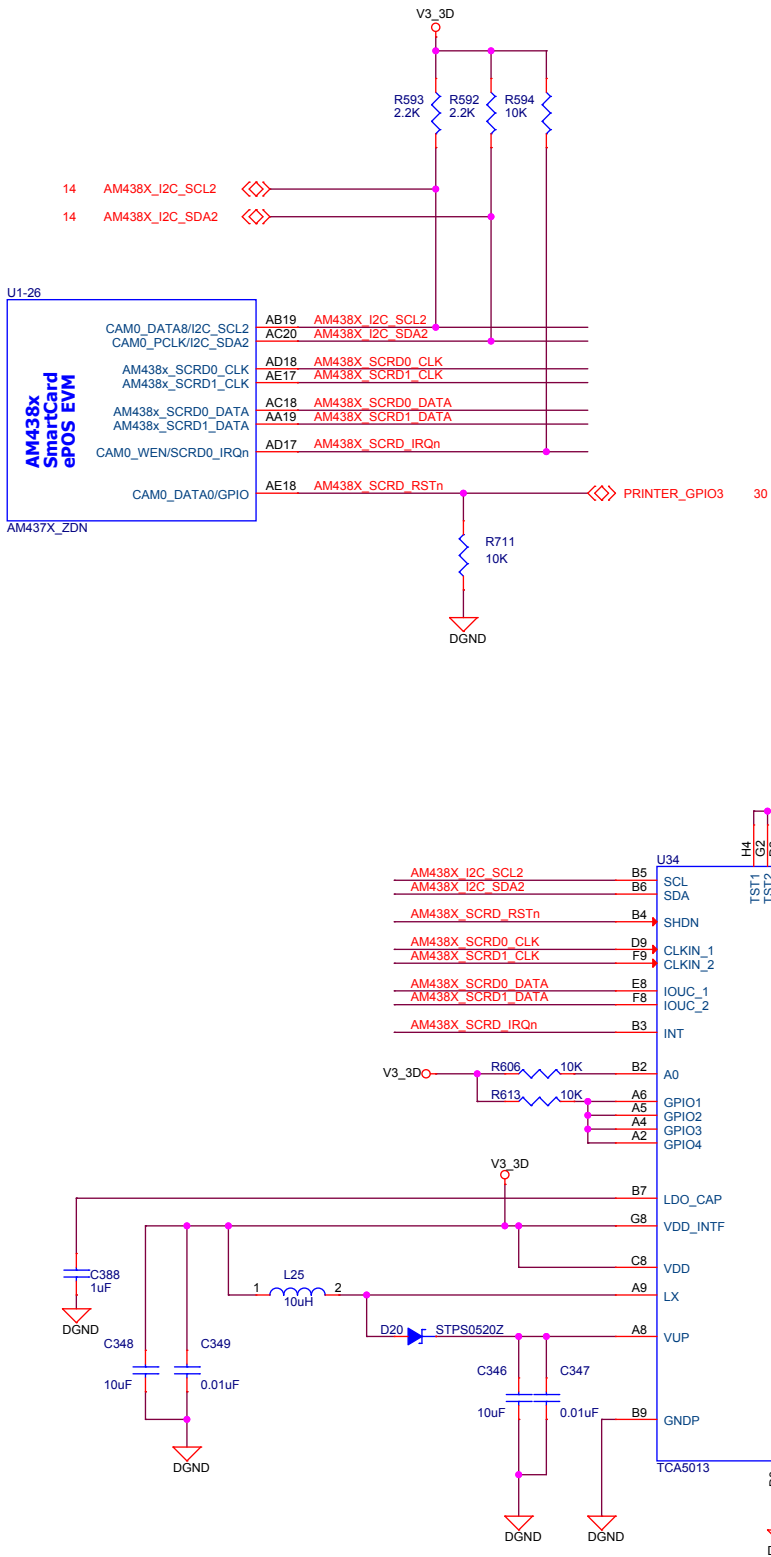 V3_3D
R593 R592 R594
2.2K 2.2K 10K
14 AM438X_I2C_SCL2
14 AM438X_I2C_SDA2
U1-26
CAM0_DATA8/I2C_SCL2 AB19 AM438X_I2C_SCL2
CAM0_PCLK/I2C_SDA2 AC20 AM438X_I2C_SDA2
AM438x_SCRD0_CLK AD18 AM438X_SCRD0_CLK
AM438x_SCRD1_CLK AE17 AM438X_SCRD1_CLK
AM438x_SCRD0_DATA AC18 AM438X_SCRD0_DATA
AM438x_SCRD1_DATA AA19 AM438X_SCRD1_DATA
CAM0_WEN/SCRD0_IRQn AD17 AM438X_SCRD_IRQn
CAM0_DATA0/GPIO AE18 AM438X_SCRD_RSTn
AM438x
SmartCard
ePOS EVM
AM437X_ZDN
PRINTER_GPIO3 30
R711
10K
DGND
H4
G2
TST1
TST2
U34
AM438X_I2C_SCL2 B5 SCL
AM438X_I2C_SDA2 B6 SDA
AM438X_SCRD_RSTn B4 SHDN
AM438X_SCRD0_CLK D9 CLKIN_1
AM438X_SCRD1_CLK F9 CLKIN_2
AM438X_SCRD0_DATA E8 IOUC_1
AM438X_SCRD1_DATA F8 IOUC_2
AM438X_SCRD_IRQn B3 INT
V3_3D R606 10K B2 A0
R613 10K A6 GPIO1
A5 GPIO2
A4 GPIO3
A2 GPIO4
V3_3D
B7 LDO_CAP
G8 VDD_INTF
C8 VDD
C388
1uF
DGND
L25
1 2
10uH
A9 LX
D20 STPS0520Z A8 VUP
C348 C349
10uF 0.01uF
DGND
C346 C347
10uF 0.01uF
B9 GNDP
TCA5013
DGND DGND